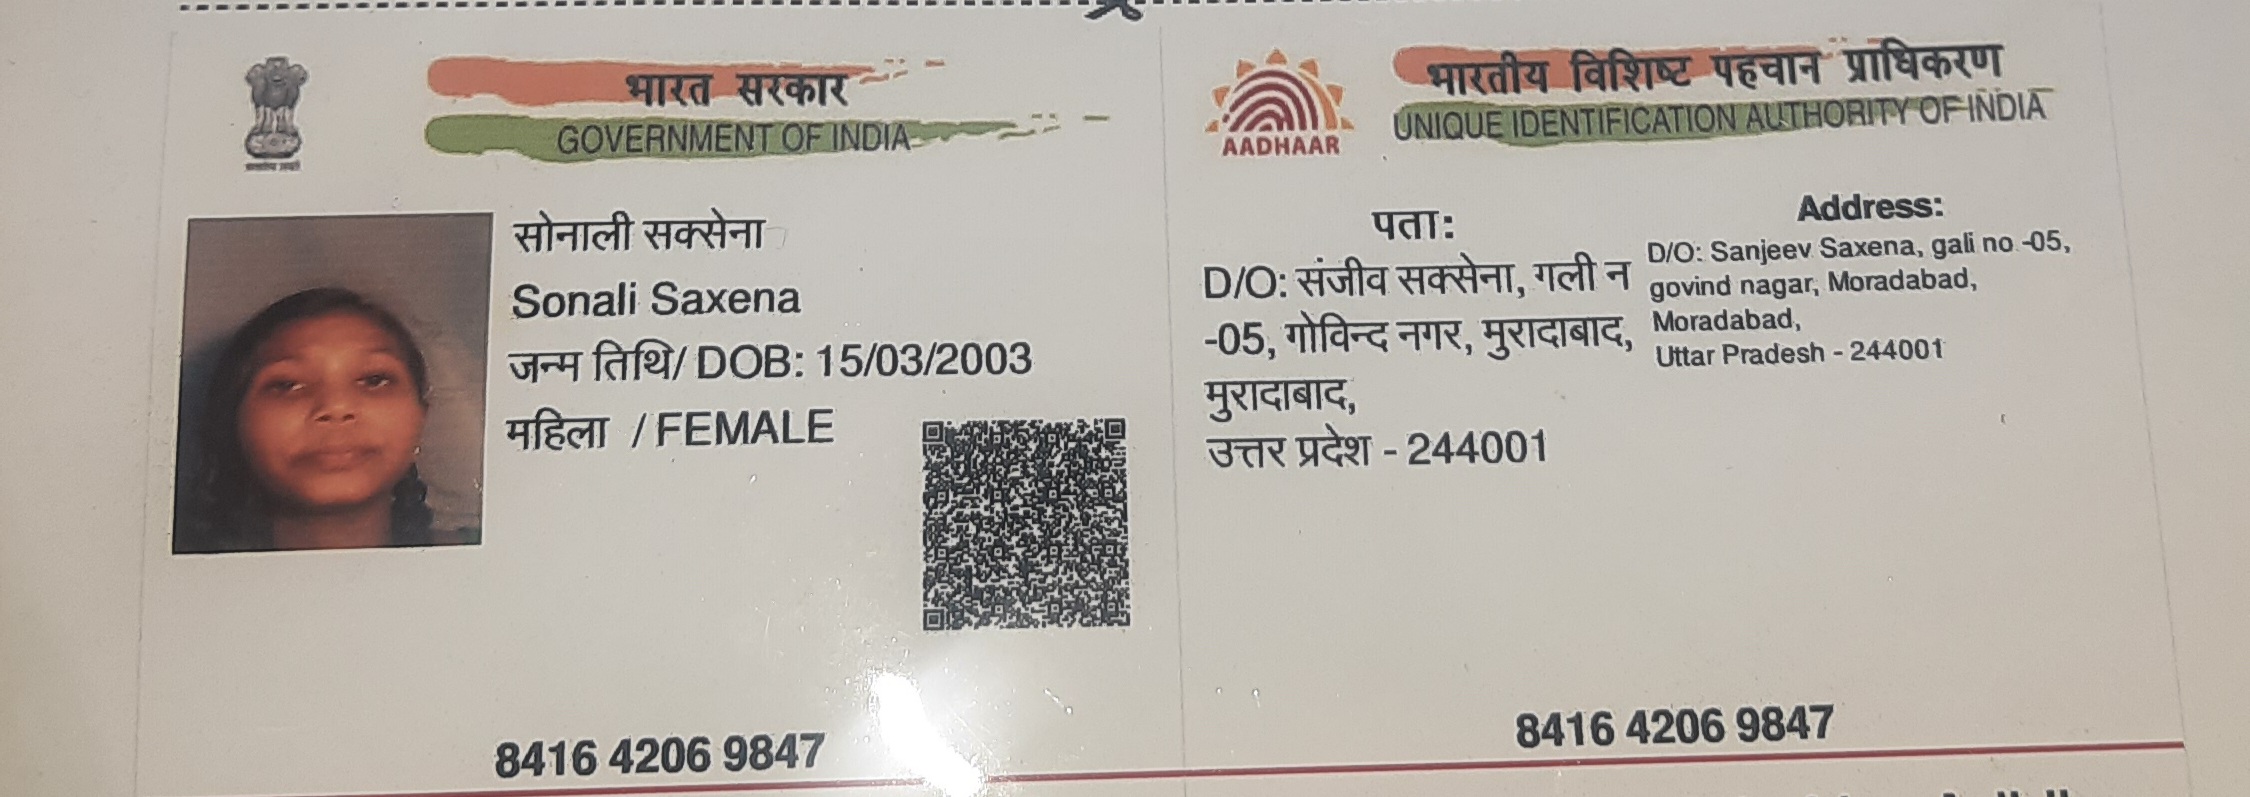 भारत सरकार
GOVERNMENT OF INDIA
सोनाली सक्सेना
Sonali Saxena
जन्म तिथि/ DOB: 15/03/2003
महिला / FEMALE
8416 4206 9847
भारतीय विशिष्ट पहचान प्राधिकरण
UNIQUE IDENTIFICATION AUTHORITY OF INDIA
AADHAAR
पता:
D/O: संजीव सक्सेना, गली न
-05, गोविन्द नगर, मुरादाबाद,
मुरादाबाद,
उत्तर प्रदेश - 244001
Address:
D/O: Sanjeev Saxena, gali no -05,
govind nagar, Moradabad,
Moradabad,
Uttar Pradesh - 244001
8416 4206 9847